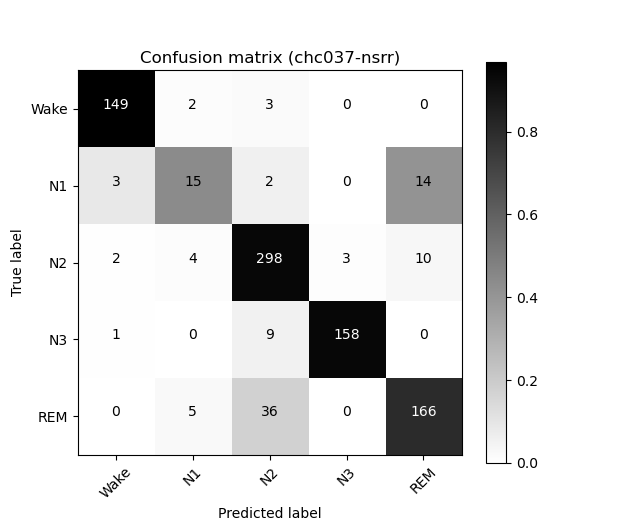 Confusion matrix (chc037-nsrr)
Wake 149 2 3 0 0
N1 3 15 2 0 14
N2 2 4 298 3 10
N3 1 0 9 158 0
REM 0 5 36 0 166
Wake N1 N2 N3 REM
True label
Predicted label
0.8
0.6
0.4
0.2
0.0